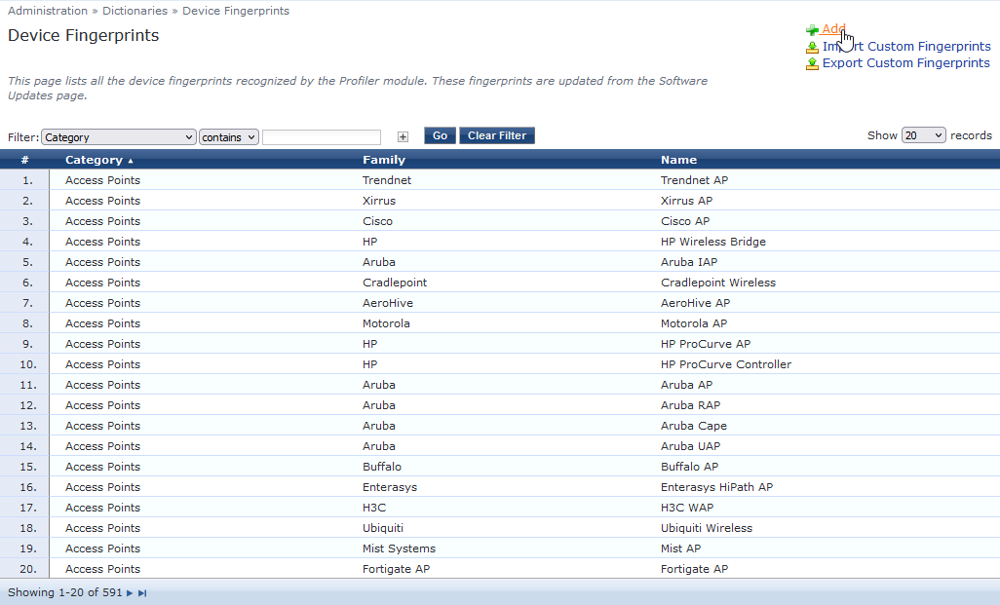 Administration » Dictionaries » Device Fingerprints
Device Fingerprints
Add
Import Custom Fingerprints
Export Custom Fingerprints
This page lists all the device fingerprints recognized by the Profiler module. These fingerprints are updated from the Software
Updates page.
Filter: Category contains Go Clear Filter Show 20 records
# Category Family Name
1. Access Points Trendnet Trendnet AP
2. Access Points Xirrus Xirrus AP
3. Access Points Cisco Cisco AP
4. Access Points HP HP Wireless Bridge
5. Access Points Aruba Aruba IAP
6. Access Points Cradlepoint Cradlepoint Wireless
7. Access Points AeroHive AeroHive AP
8. Access Points Motorola Motorola AP
9. Access Points HP HP ProCurve AP
10. Access Points HP HP ProCurve Controller
11. Access Points Aruba Aruba AP
12. Access Points Aruba Aruba RAP
13. Access Points Aruba Aruba Cape
14. Access Points Aruba Aruba UAP
15. Access Points Buffalo Buffalo AP
16. Access Points Enterasys Enterasys HiPath AP
17. Access Points H3C H3C WAP
18. Access Points Ubiquiti Ubiquiti Wireless
19. Access Points Mist Systems Mist AP
20. Access Points Fortigate AP Fortigate AP
Showing 1-20 of 591